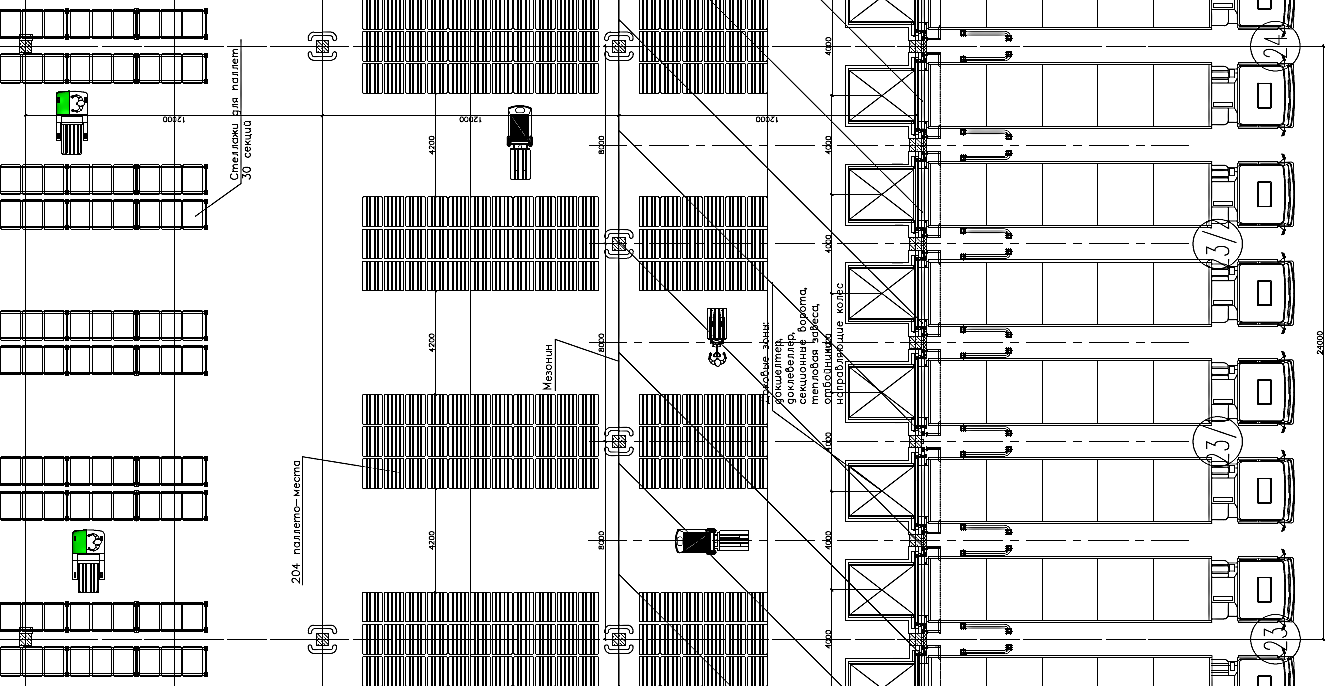 Стеллажи для паллет
30 секций
12000
12000
12000
4200
4200
4200
8000
8000
8000
4000
4000
4000
4000
4000
4000
24000
Мезонин
204 паллето-места
Доковые зоны:
докшелтер,
доклевеллер,
секционные ворота,
тепловая завеса,
направляющие колес
24
23/
23/
23